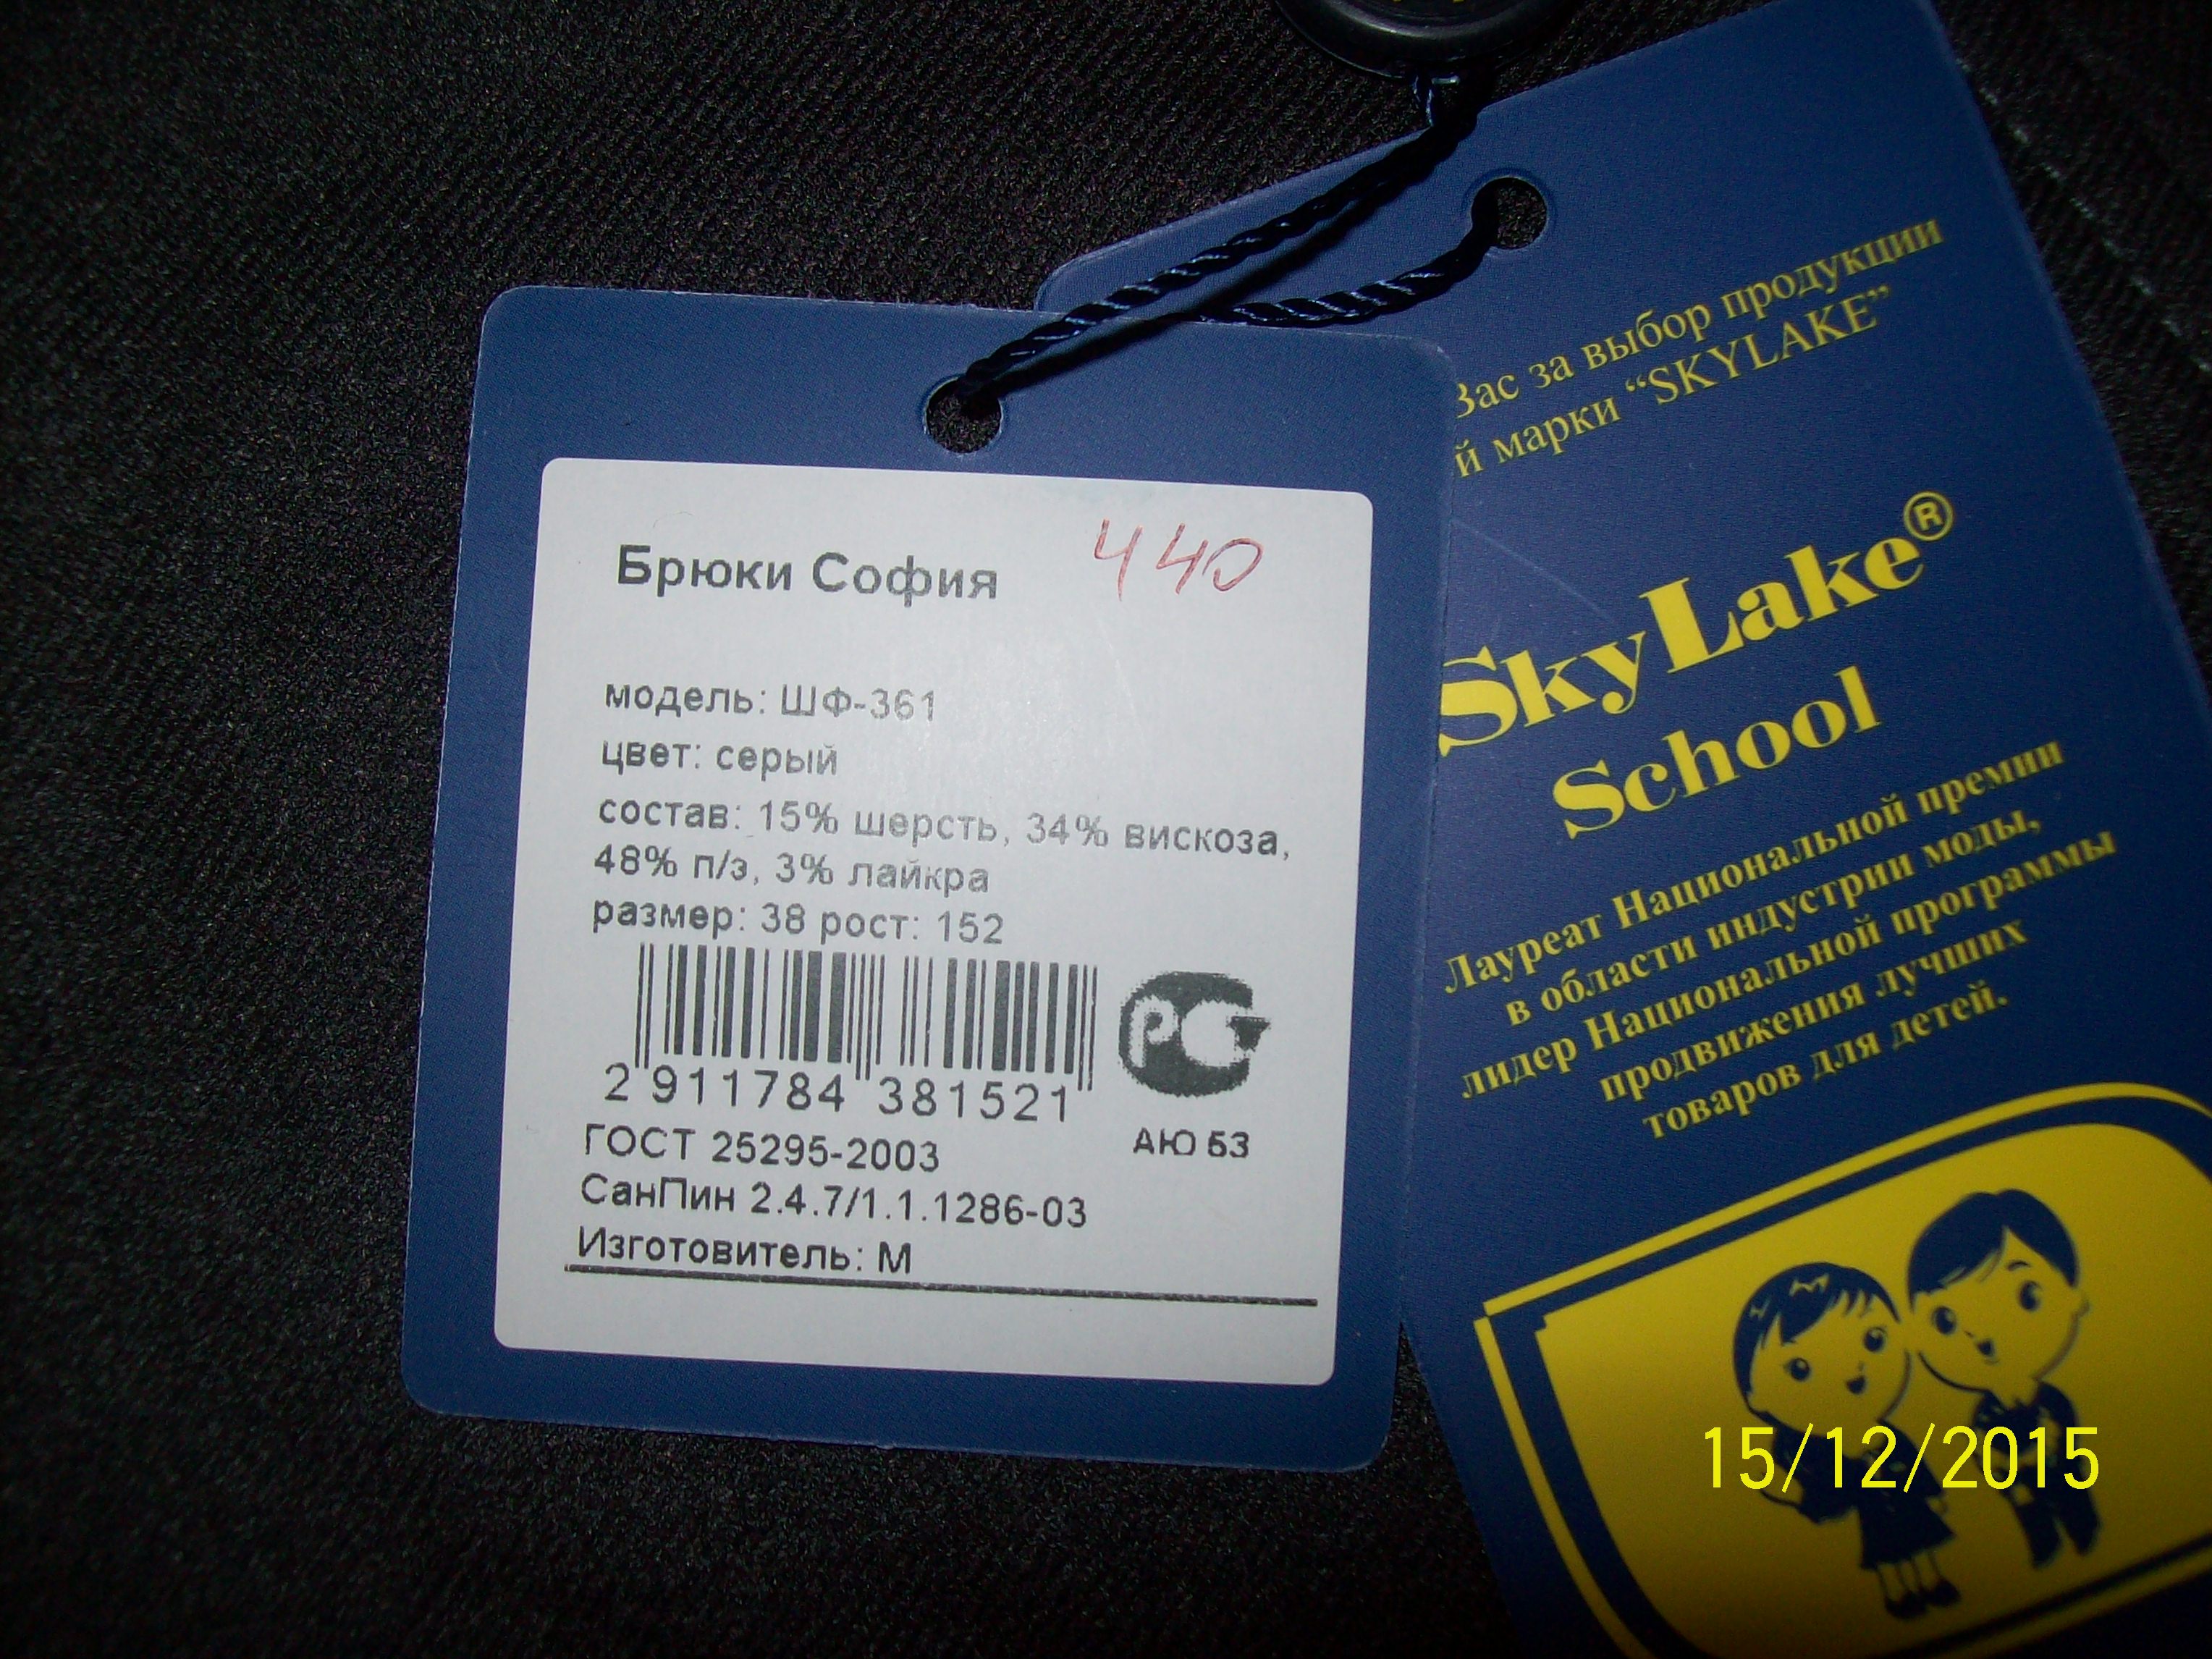 Брюки София
440
модель: ШФ-361
цвет: серый
состав: 15% шерсть, 34% вискоза,
48% п/э, 3% лайкра
размер: 38 рост: 152
2 911784 381521
РСТ
АЮ 53
ГОСТ 25295-2003
СанПин 2.4.7/1.1.1286-03
Изготовитель: М
Вас за выбор продукции
й марки “SKYLAKE”
SkyLake®
School
Лауреат Национальной премии
в области индустрии моды,
лидер Национальной программы
продвижения лучших
товаров для детей.
15/12/2015